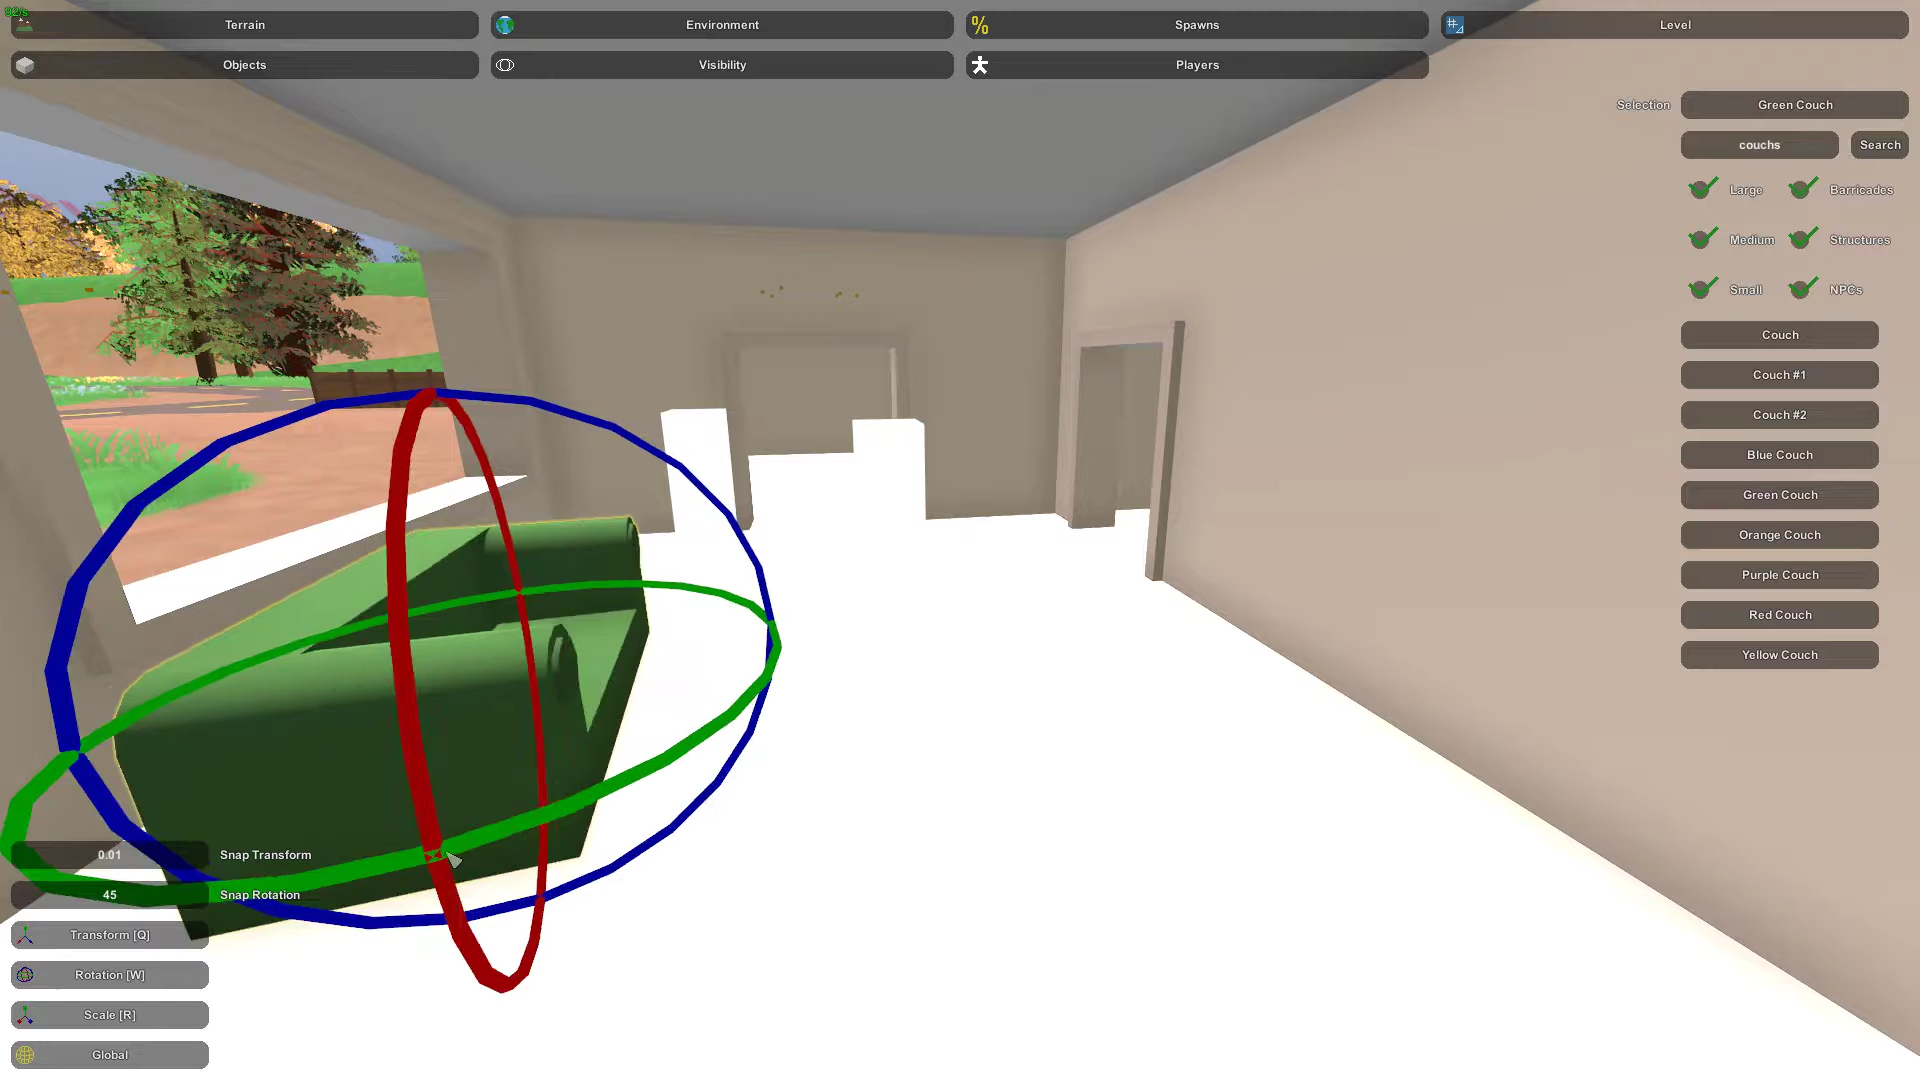 92/s
Terrain
Environment
Spawns
Level
Objects
Visibility
Players
Selection
Green Couch
couchs
Search
Large
Barricades
Medium
Structures
Small
NPCs
Couch
Couch #1
Couch #2
Blue Couch
Green Couch
Orange Couch
Purple Couch
Red Couch
Yellow Couch
0.01
Snap Transform
45
Snap Rotation
Transform [Q]
Rotation [W]
Scale [R]
Global